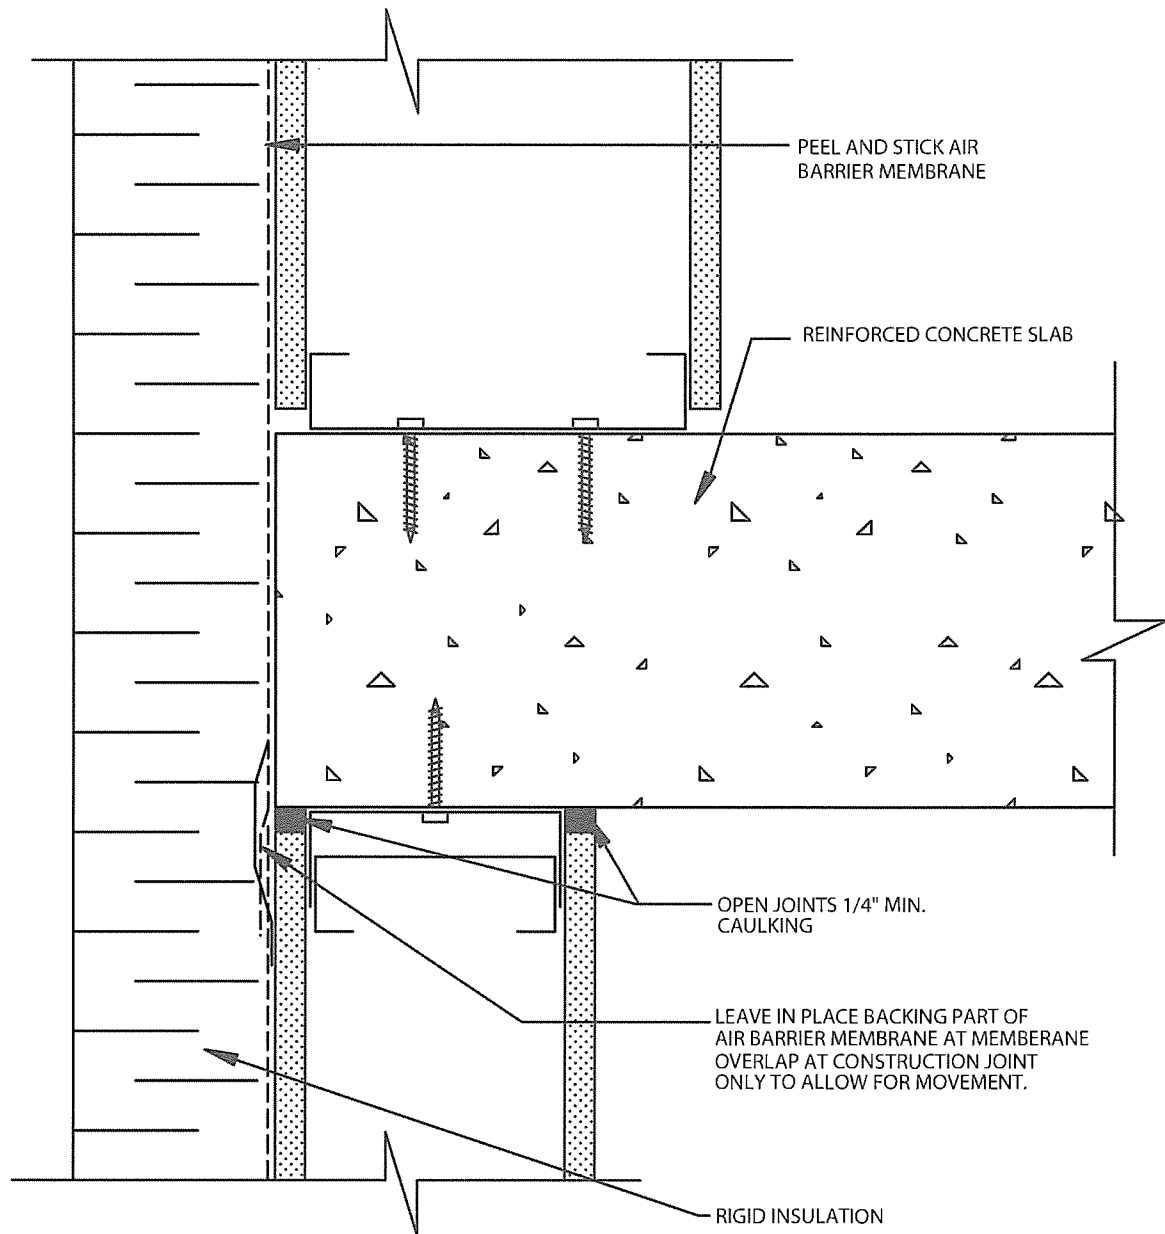 PEEL AND STICK AIR
BARRIER MEMBRANE
REINFORCED CONCRETE SLAB
OPEN JOINTS 1/4" MIN.
CAULKING
LEAVE IN PLACE BACKING PART OF
AIR BARRIER MEMBRANE AT MEMBERANE
OVERLAP AT CONSTRUCTION JOINT
ONLY TO ALLOW FOR MOVEMENT.
RIGID INSULATION